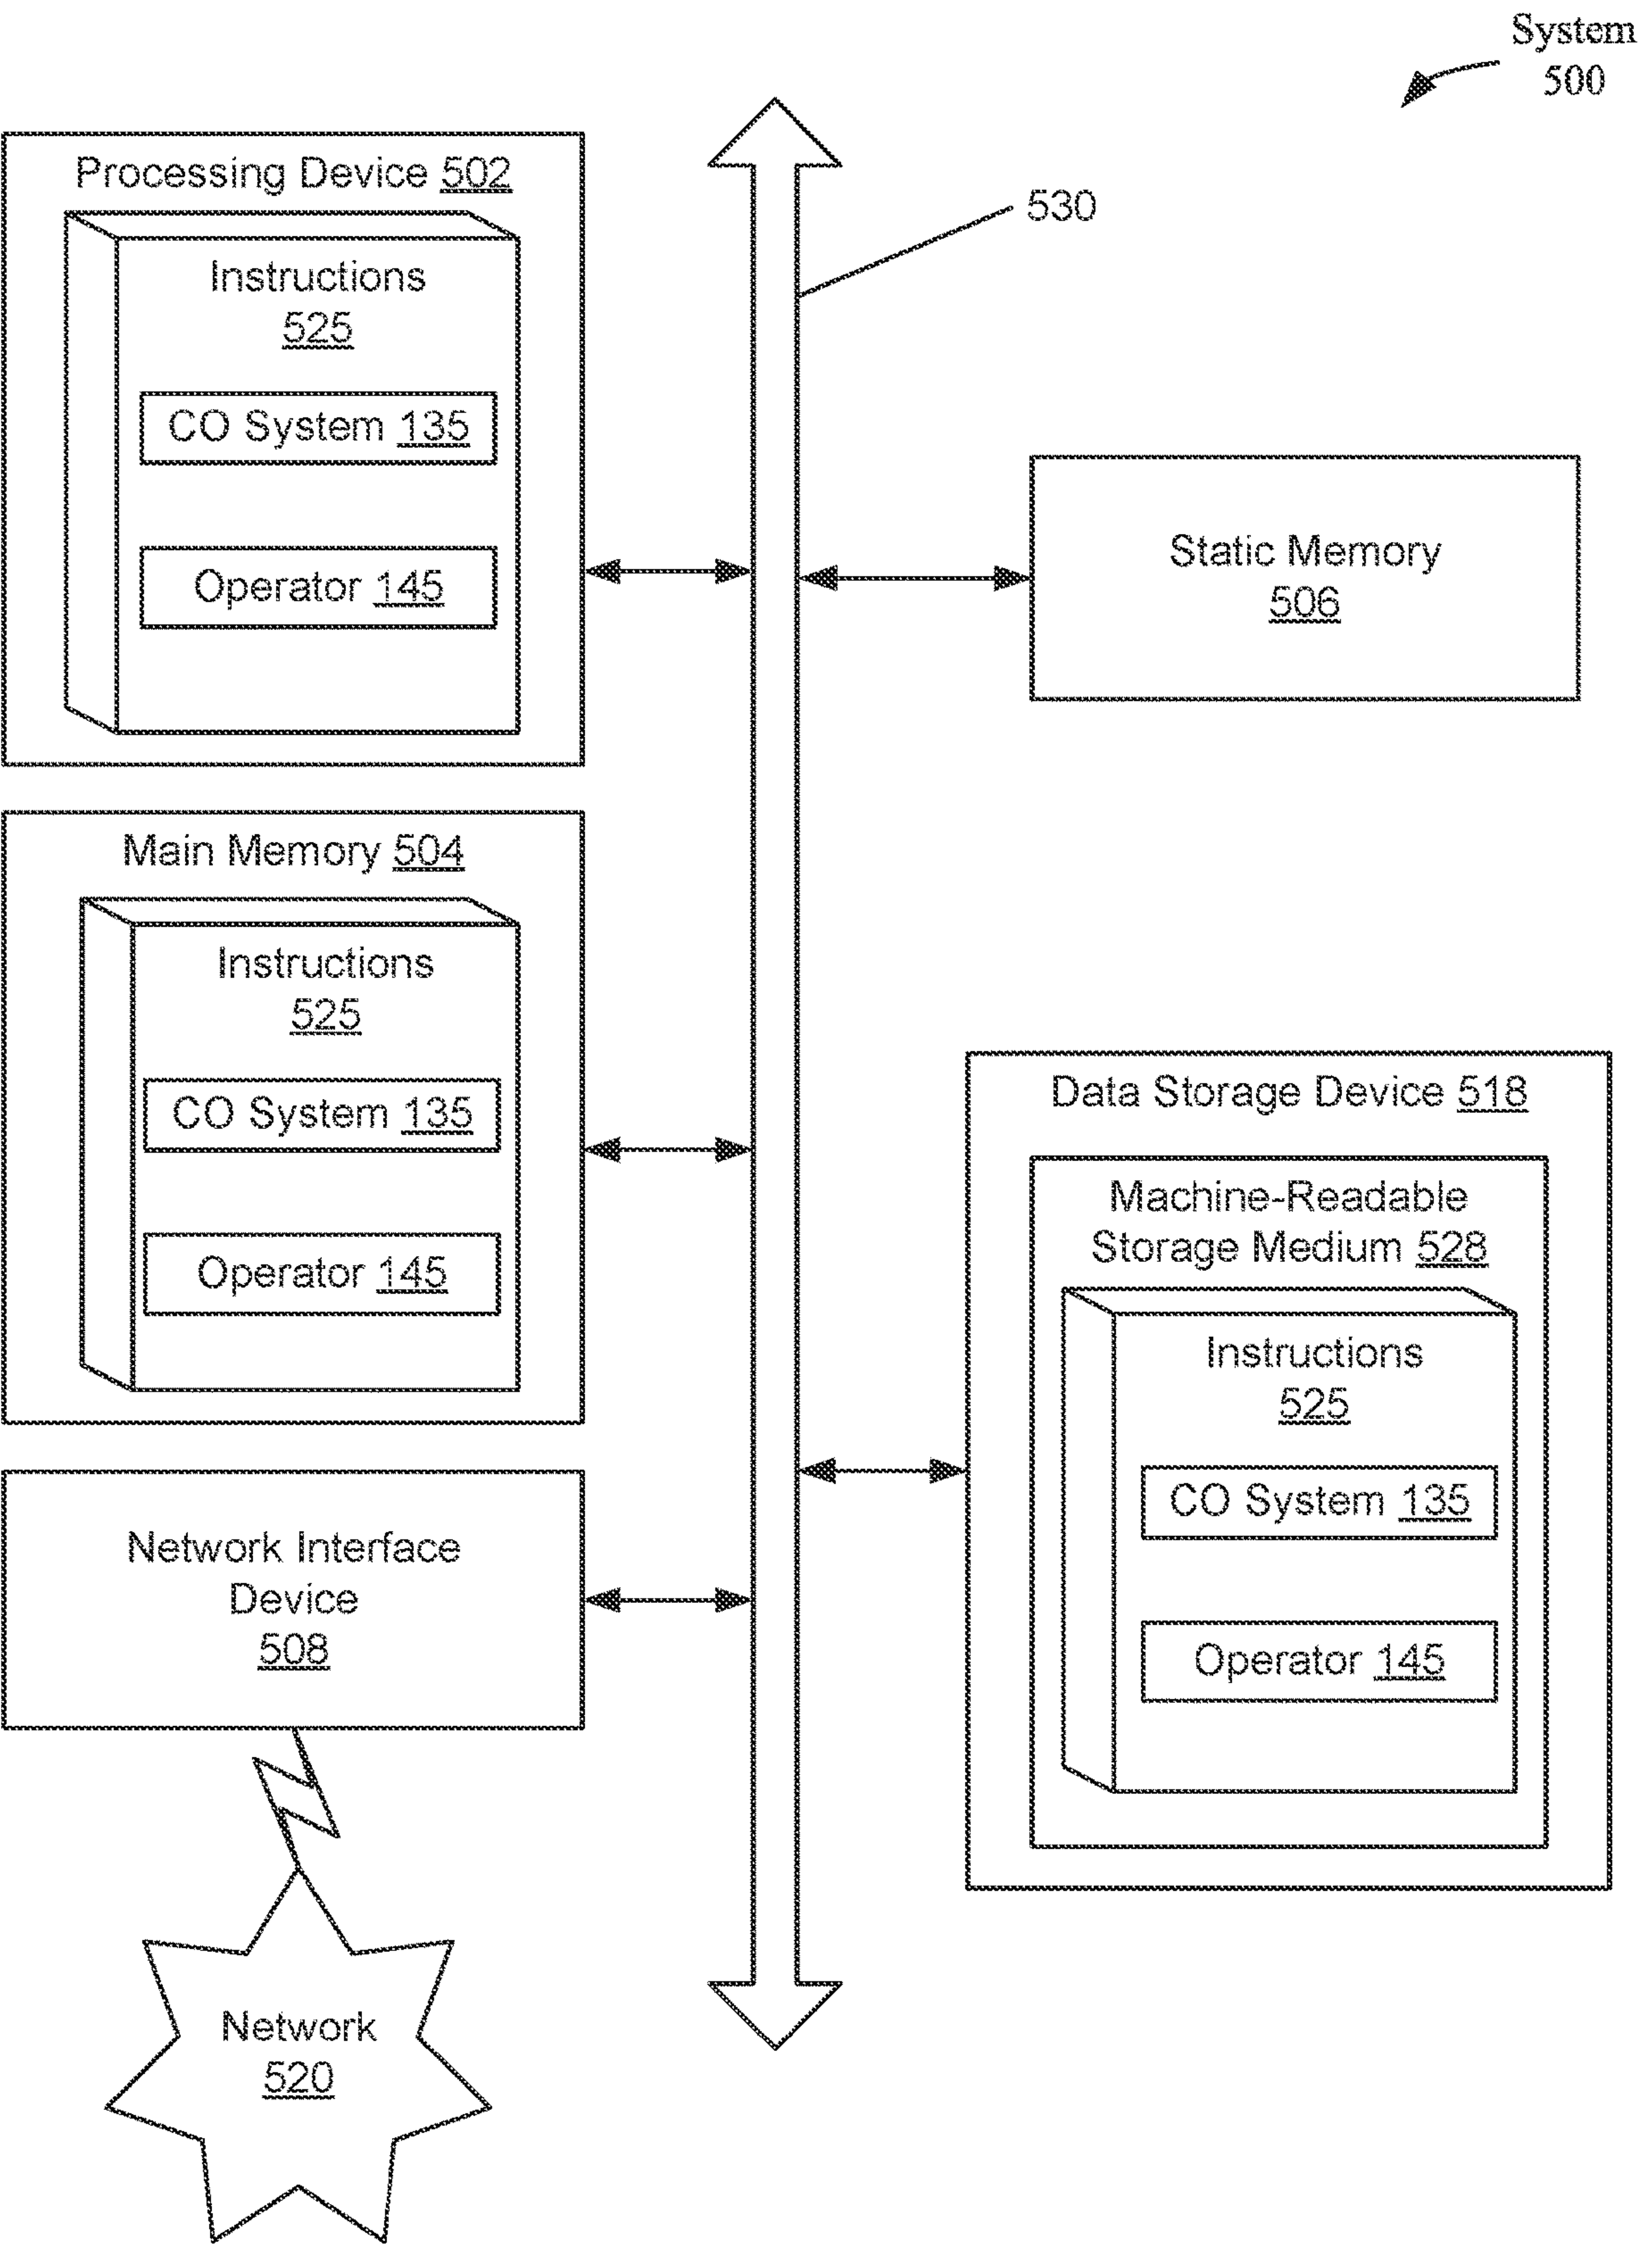 System
500
Processing Device 502
Instructions
525
CO System 135
Operator 145
530
Static Memory
506
Main Memory 504
Instructions
525
CO System 135
Operator 145
Data Storage Device 518
Machine-Readable
Storage Medium 528
Instructions
525
CO System 135
Operator 145
Network Interface
Device
508
Network
520